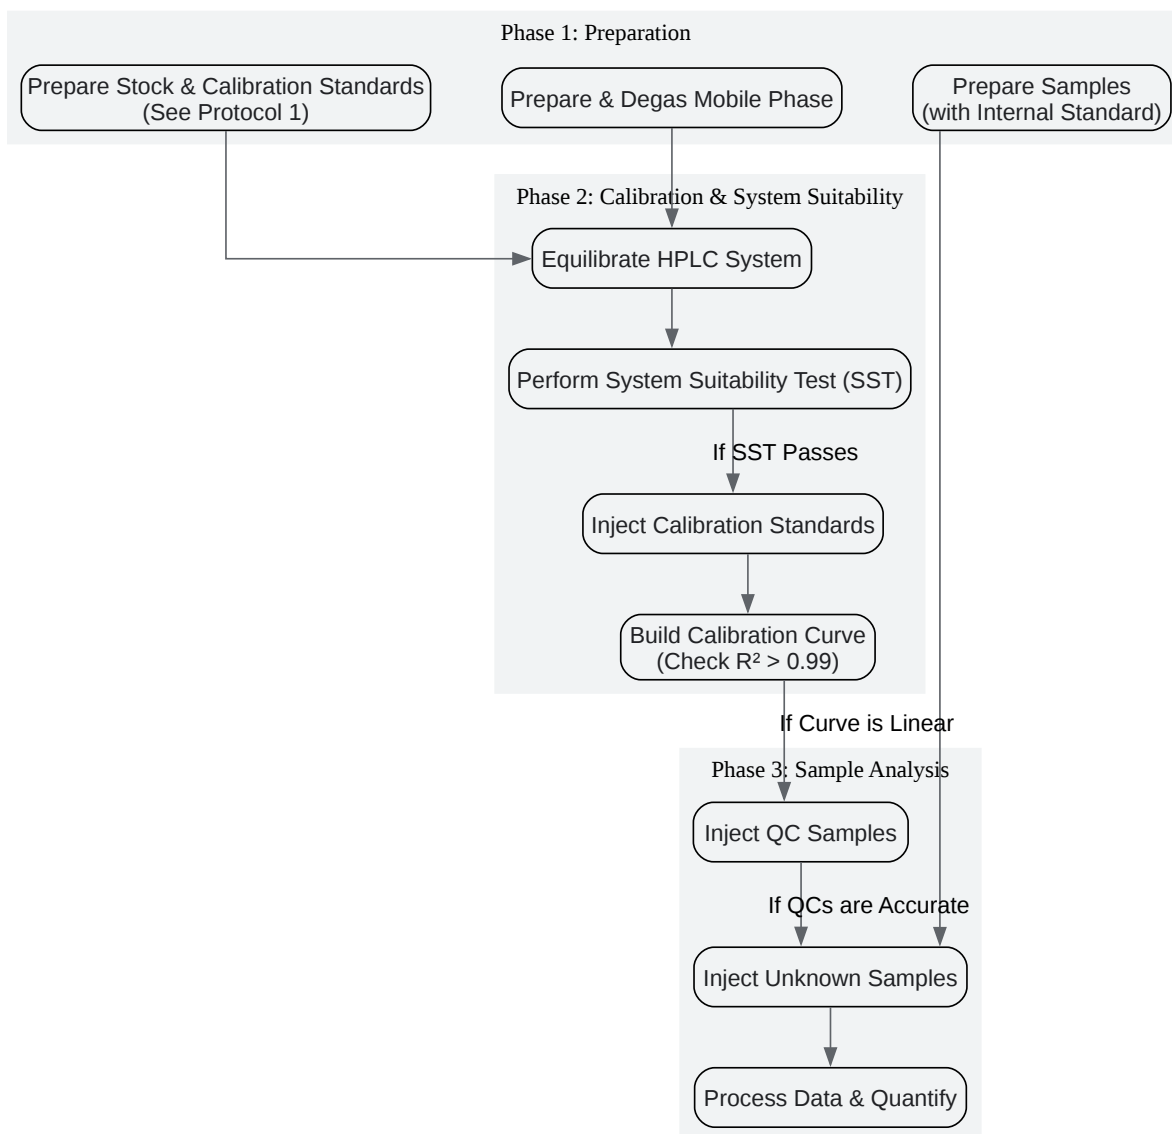 Phase 1: Preparation
Prepare Stock & Calibration Standards
(See Protocol 1)
Prepare & Degas Mobile Phase
Prepare Samples
(with Internal Standard)
Phase 2: Calibration & System Suitability
Equilibrate HPLC System
Perform System Suitability Test (SST)
If SST Passes
Inject Calibration Standards
Build Calibration Curve
(Check R² > 0.99)
If Curve is Linear
Phase 3: Sample Analysis
Inject QC Samples
If QCs are Accurate
Inject Unknown Samples
Process Data & Quantify